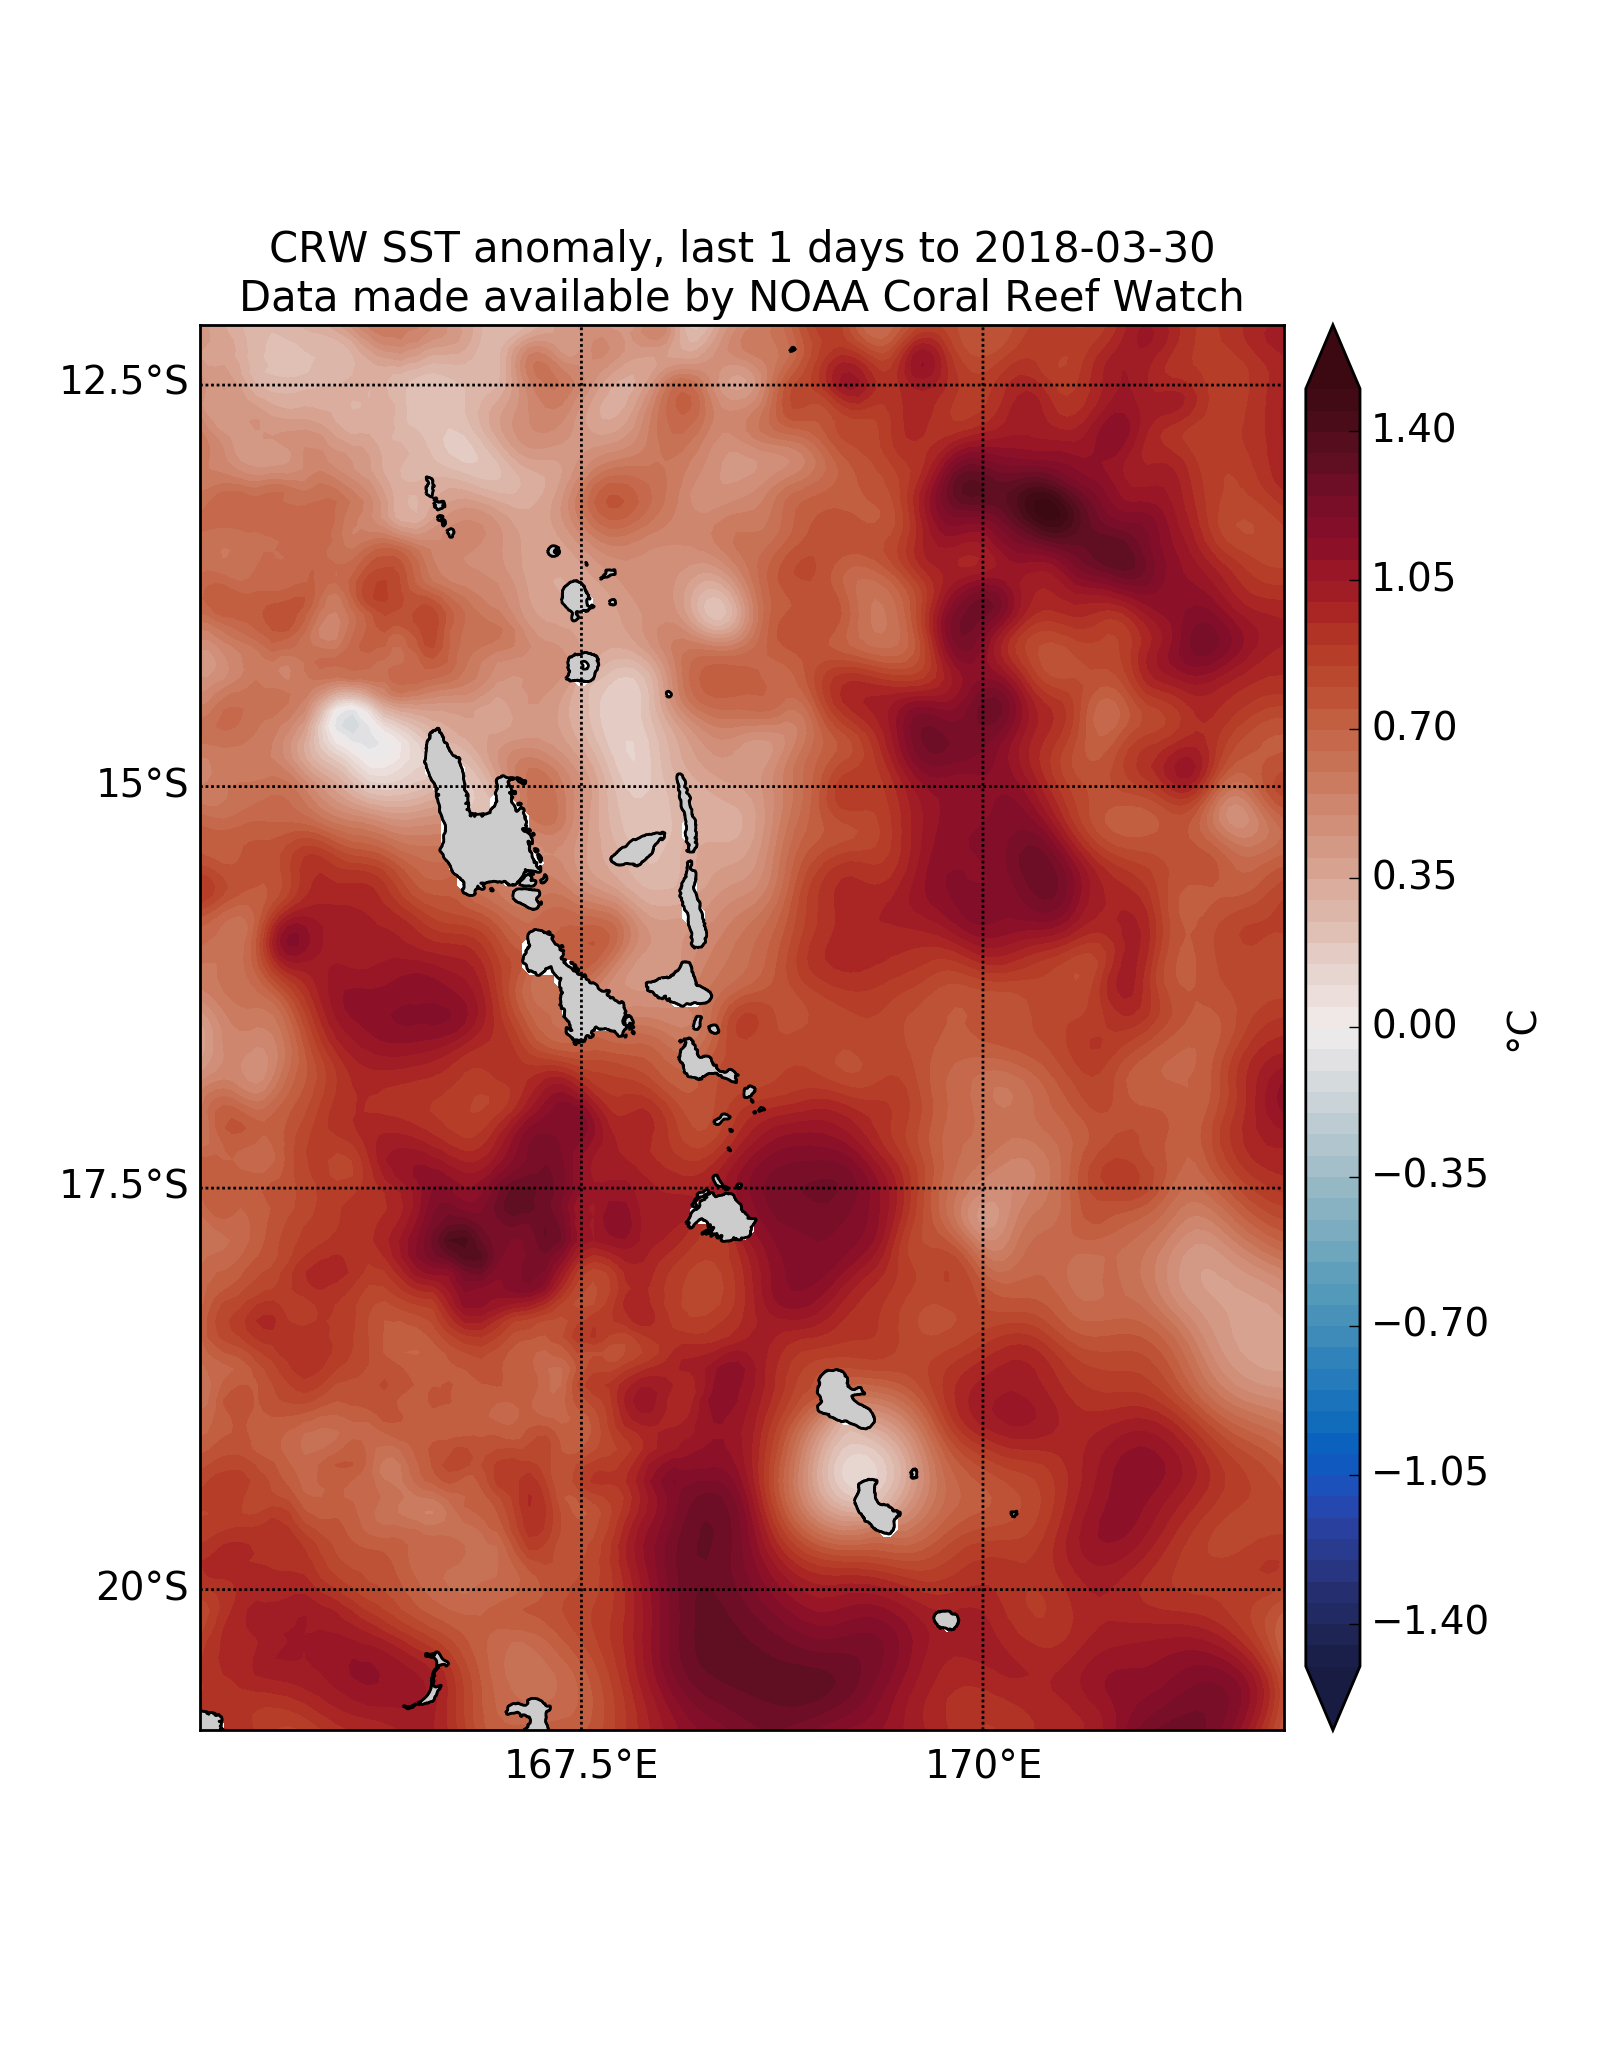 CRW SST anomaly, last 1 days to 2018-03-30
Data made available by NOAA Coral Reef Watch
12.5°S
15°S
17.5°S
20°S
167.5°E
170°E
1.40
1.05
0.70
0.35
0.00
−0.35
−0.70
−1.05
−1.40
°C